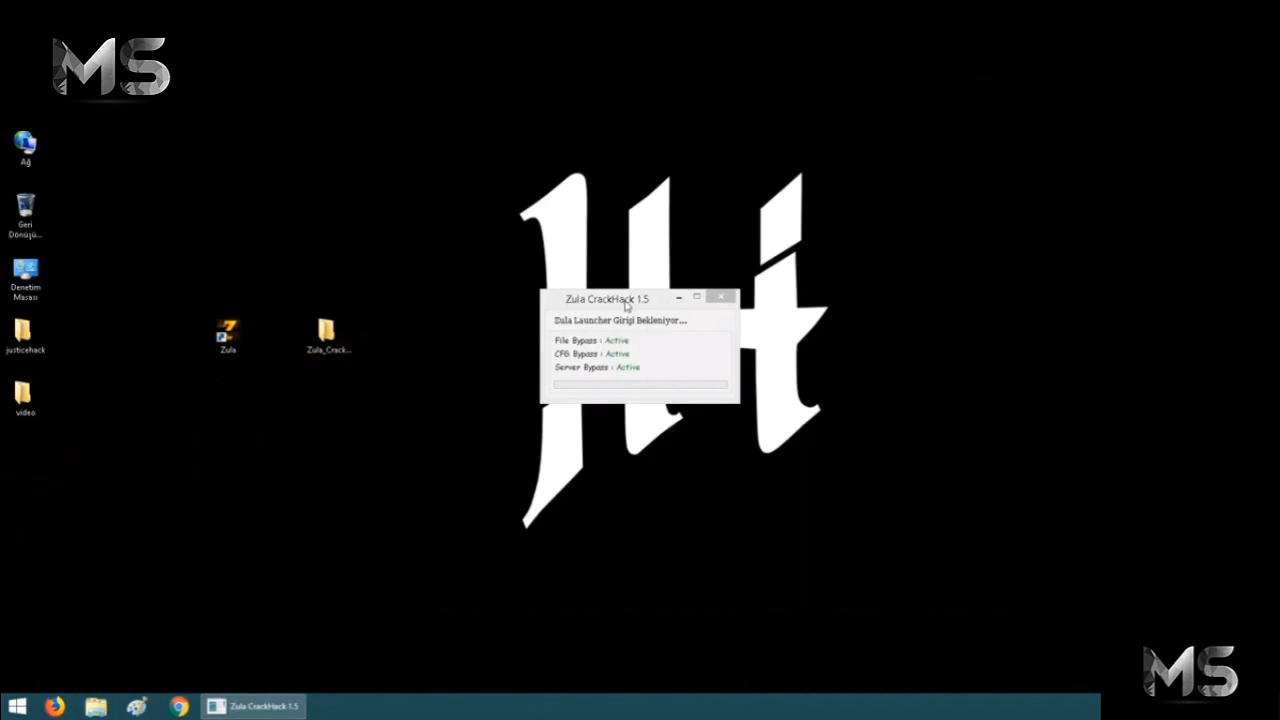 MS
Ağ
Geri
Dönüşü...
Denetim
Masası
justicehack
video
Zula
Zula_Crack...
Zula CrackHack 1.5
Zula Launcher Girişi Bekleniyor...
File Bypass : Active
CFG Bypass : Active
Server Bypass : Active
Zula CrackHack 1.5
MS